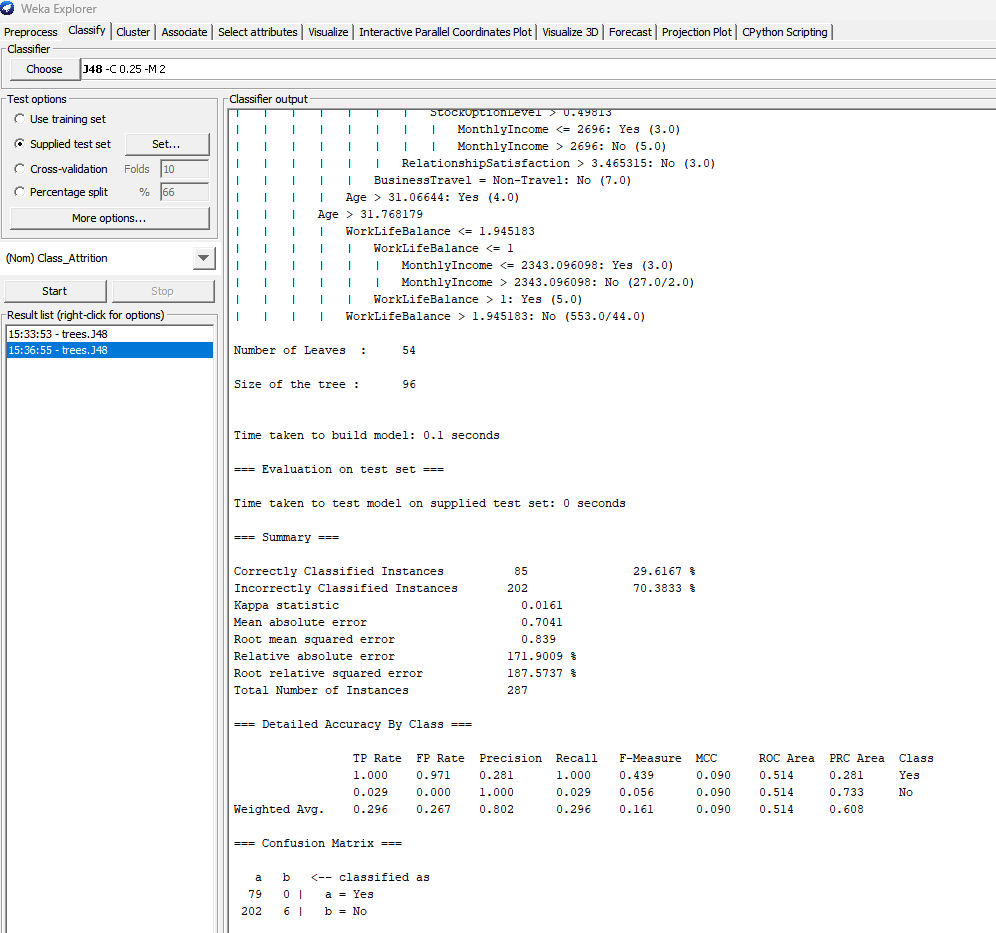 Weka Explorer
Preprocess Classify Cluster Associate Select attributes Visualize Interactive Parallel Coordinates Plot Visualize 3D Forecast Projection Plot CPython Scripting
Classifier
Choose J48 -C 0.25 -M 2
Test options
Use training set
Supplied test set Set...
Cross-validation Folds 10
Percentage split % 66
More options...
(Nom) Class_Attrition
Start Stop
Result list (right-click for options)
15:33:53 - trees.J48
15:36:55 - trees.J48
Classifier output
| | | | | | | StockOptionLevel > 0.49813
| | | | | | | | MonthlyIncome <= 2696: Yes (3.0)
| | | | | | | | MonthlyIncome > 2696: No (5.0)
| | | | | | RelationshipSatisfaction > 3.465315: No (3.0)
| | | | | BusinessTravel = Non-Travel: No (7.0)
| | | | Age > 31.06644: Yes (4.0)
| | | Age > 31.768179
| | | | WorkLifeBalance <= 1.945183
| | | | | WorkLifeBalance <= 1
| | | | | | MonthlyIncome <= 2343.096098: Yes (3.0)
| | | | | | MonthlyIncome > 2343.096098: No (27.0/2.0)
| | | | | WorkLifeBalance > 1: Yes (5.0)
| | | | WorkLifeBalance > 1.945183: No (553.0/44.0)
Number of Leaves : 54
Size of the tree : 96
Time taken to build model: 0.1 seconds
=== Evaluation on test set ===
Time taken to test model on supplied test set: 0 seconds
=== Summary ===
Correctly Classified Instances 85 29.6167 %
Incorrectly Classified Instances 202 70.3833 %
Kappa statistic 0.0161
Mean absolute error 0.7041
Root mean squared error 0.839
Relative absolute error 171.9009 %
Root relative squared error 187.5737 %
Total Number of Instances 287
=== Detailed Accuracy By Class ===
TP Rate FP Rate Precision Recall F-Measure MCC ROC Area PRC Area Class
1.000 0.971 0.281 1.000 0.439 0.090 0.514 0.281 Yes
0.029 0.000 1.000 0.029 0.056 0.090 0.514 0.733 No
Weighted Avg. 0.296 0.267 0.802 0.296 0.161 0.090 0.514 0.608
=== Confusion Matrix ===
a b <-- classified as
79 0 | a = Yes
202 6 | b = No